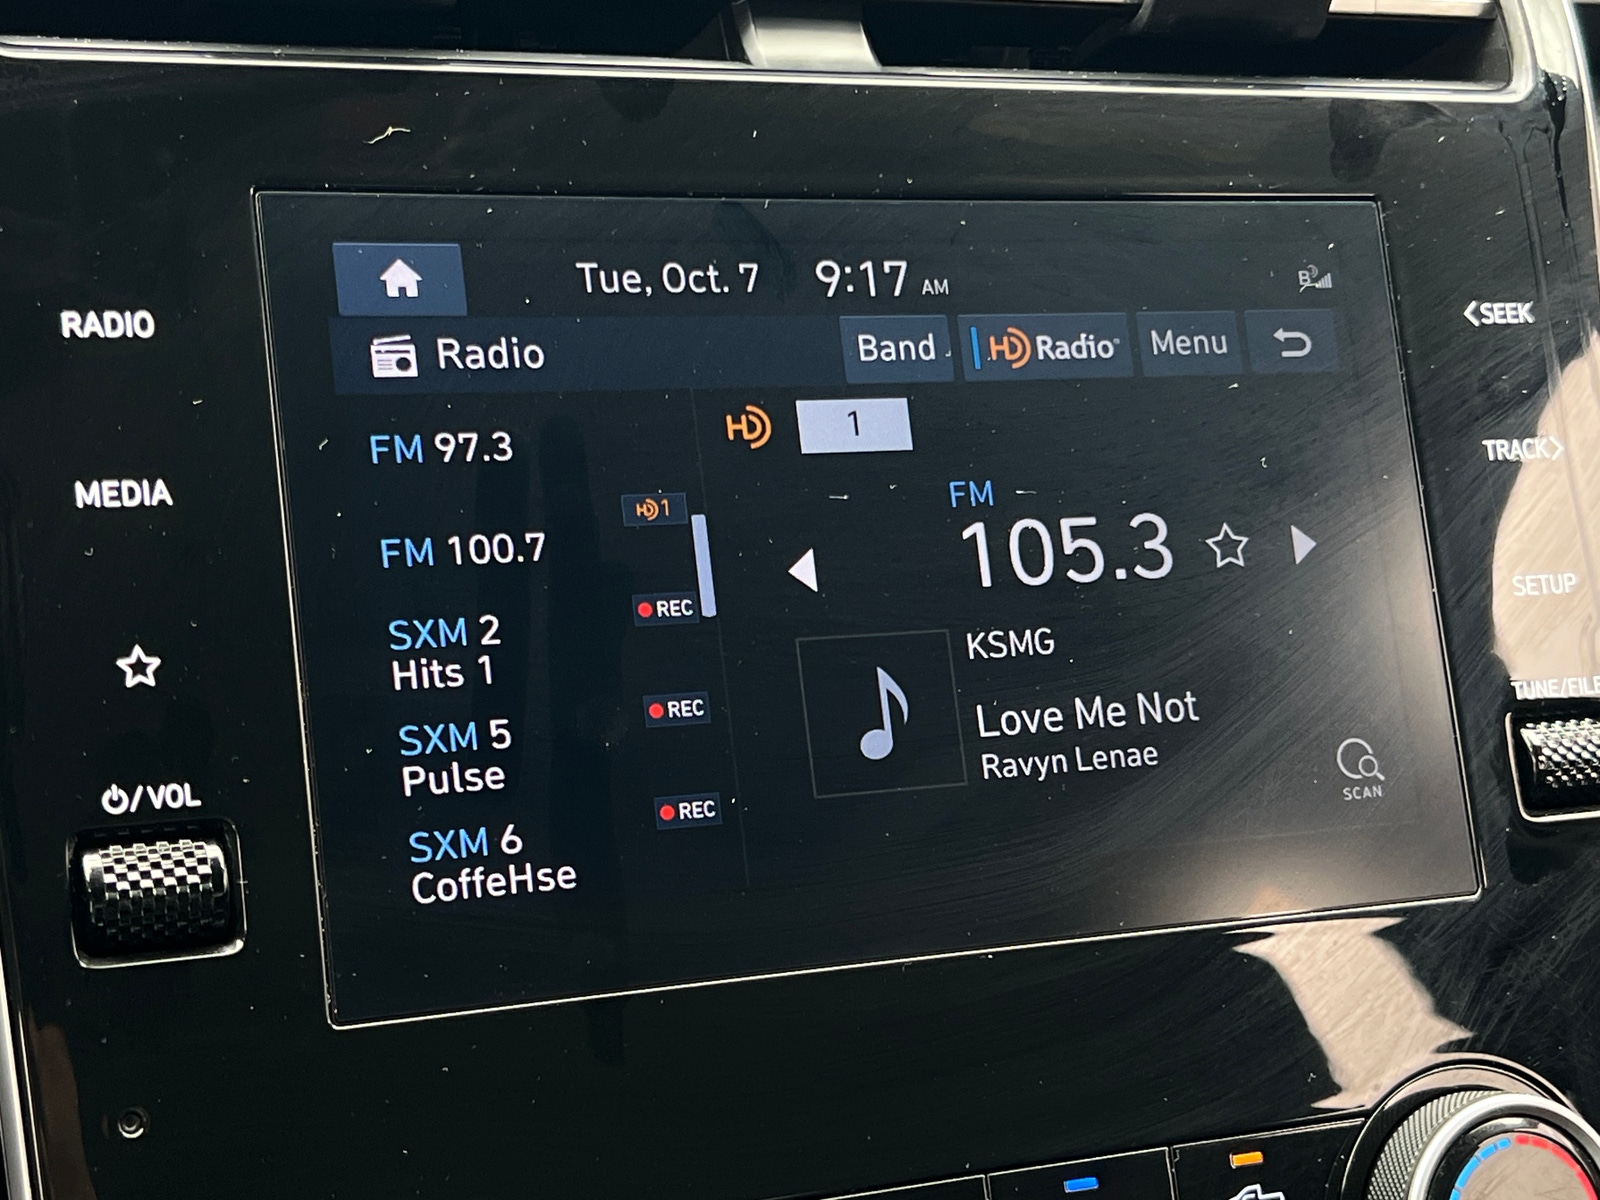 Tue, Oct. 7 9:17 AM
Radio
Band
HD Radio
Menu
FM 97.3
HD 1
FM 100.7
REC
SXM 2
Hits 1
REC
SXM 5
Pulse
REC
SXM 6
CoffeHse
HD 1
FM
105.3
KSMG
Love Me Not
Ravyn Lenae
SCAN
RADIO
MEDIA
/VOL
<SEEK
TRACK>
SETUP
TUNE/FILE